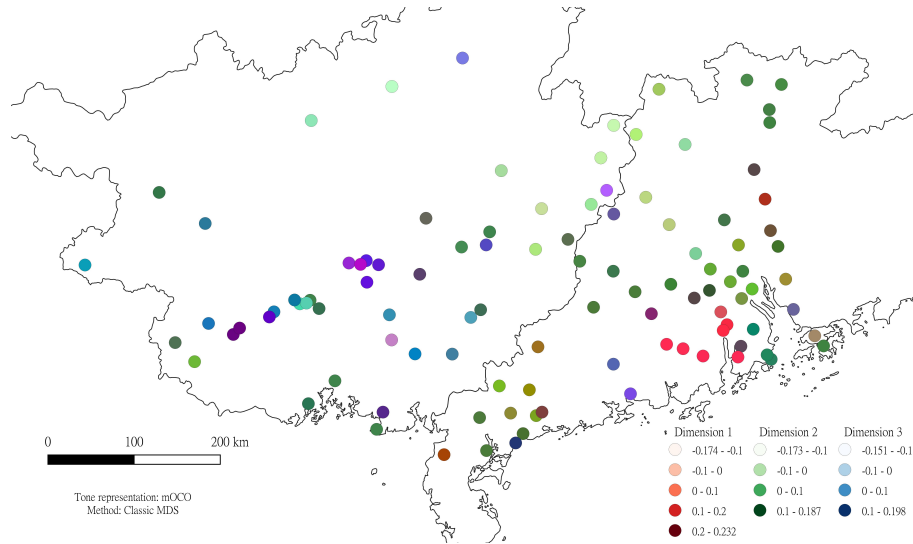 Dimension 1 Dimension 2 Dimension 3
-0.174 - -0.1 -0.173 - -0.1 -0.151 - -0.1
-0.1 - 0 -0.1 - 0 -0.1 - 0
0 - 0.1 0 - 0.1 0 - 0.1
0.1 - 0.2 0.1 - 0.187 0.1 - 0.198
0.2 - 0.232
0 100 200 km
Tone representation: mOCO
Method: Classic MDS